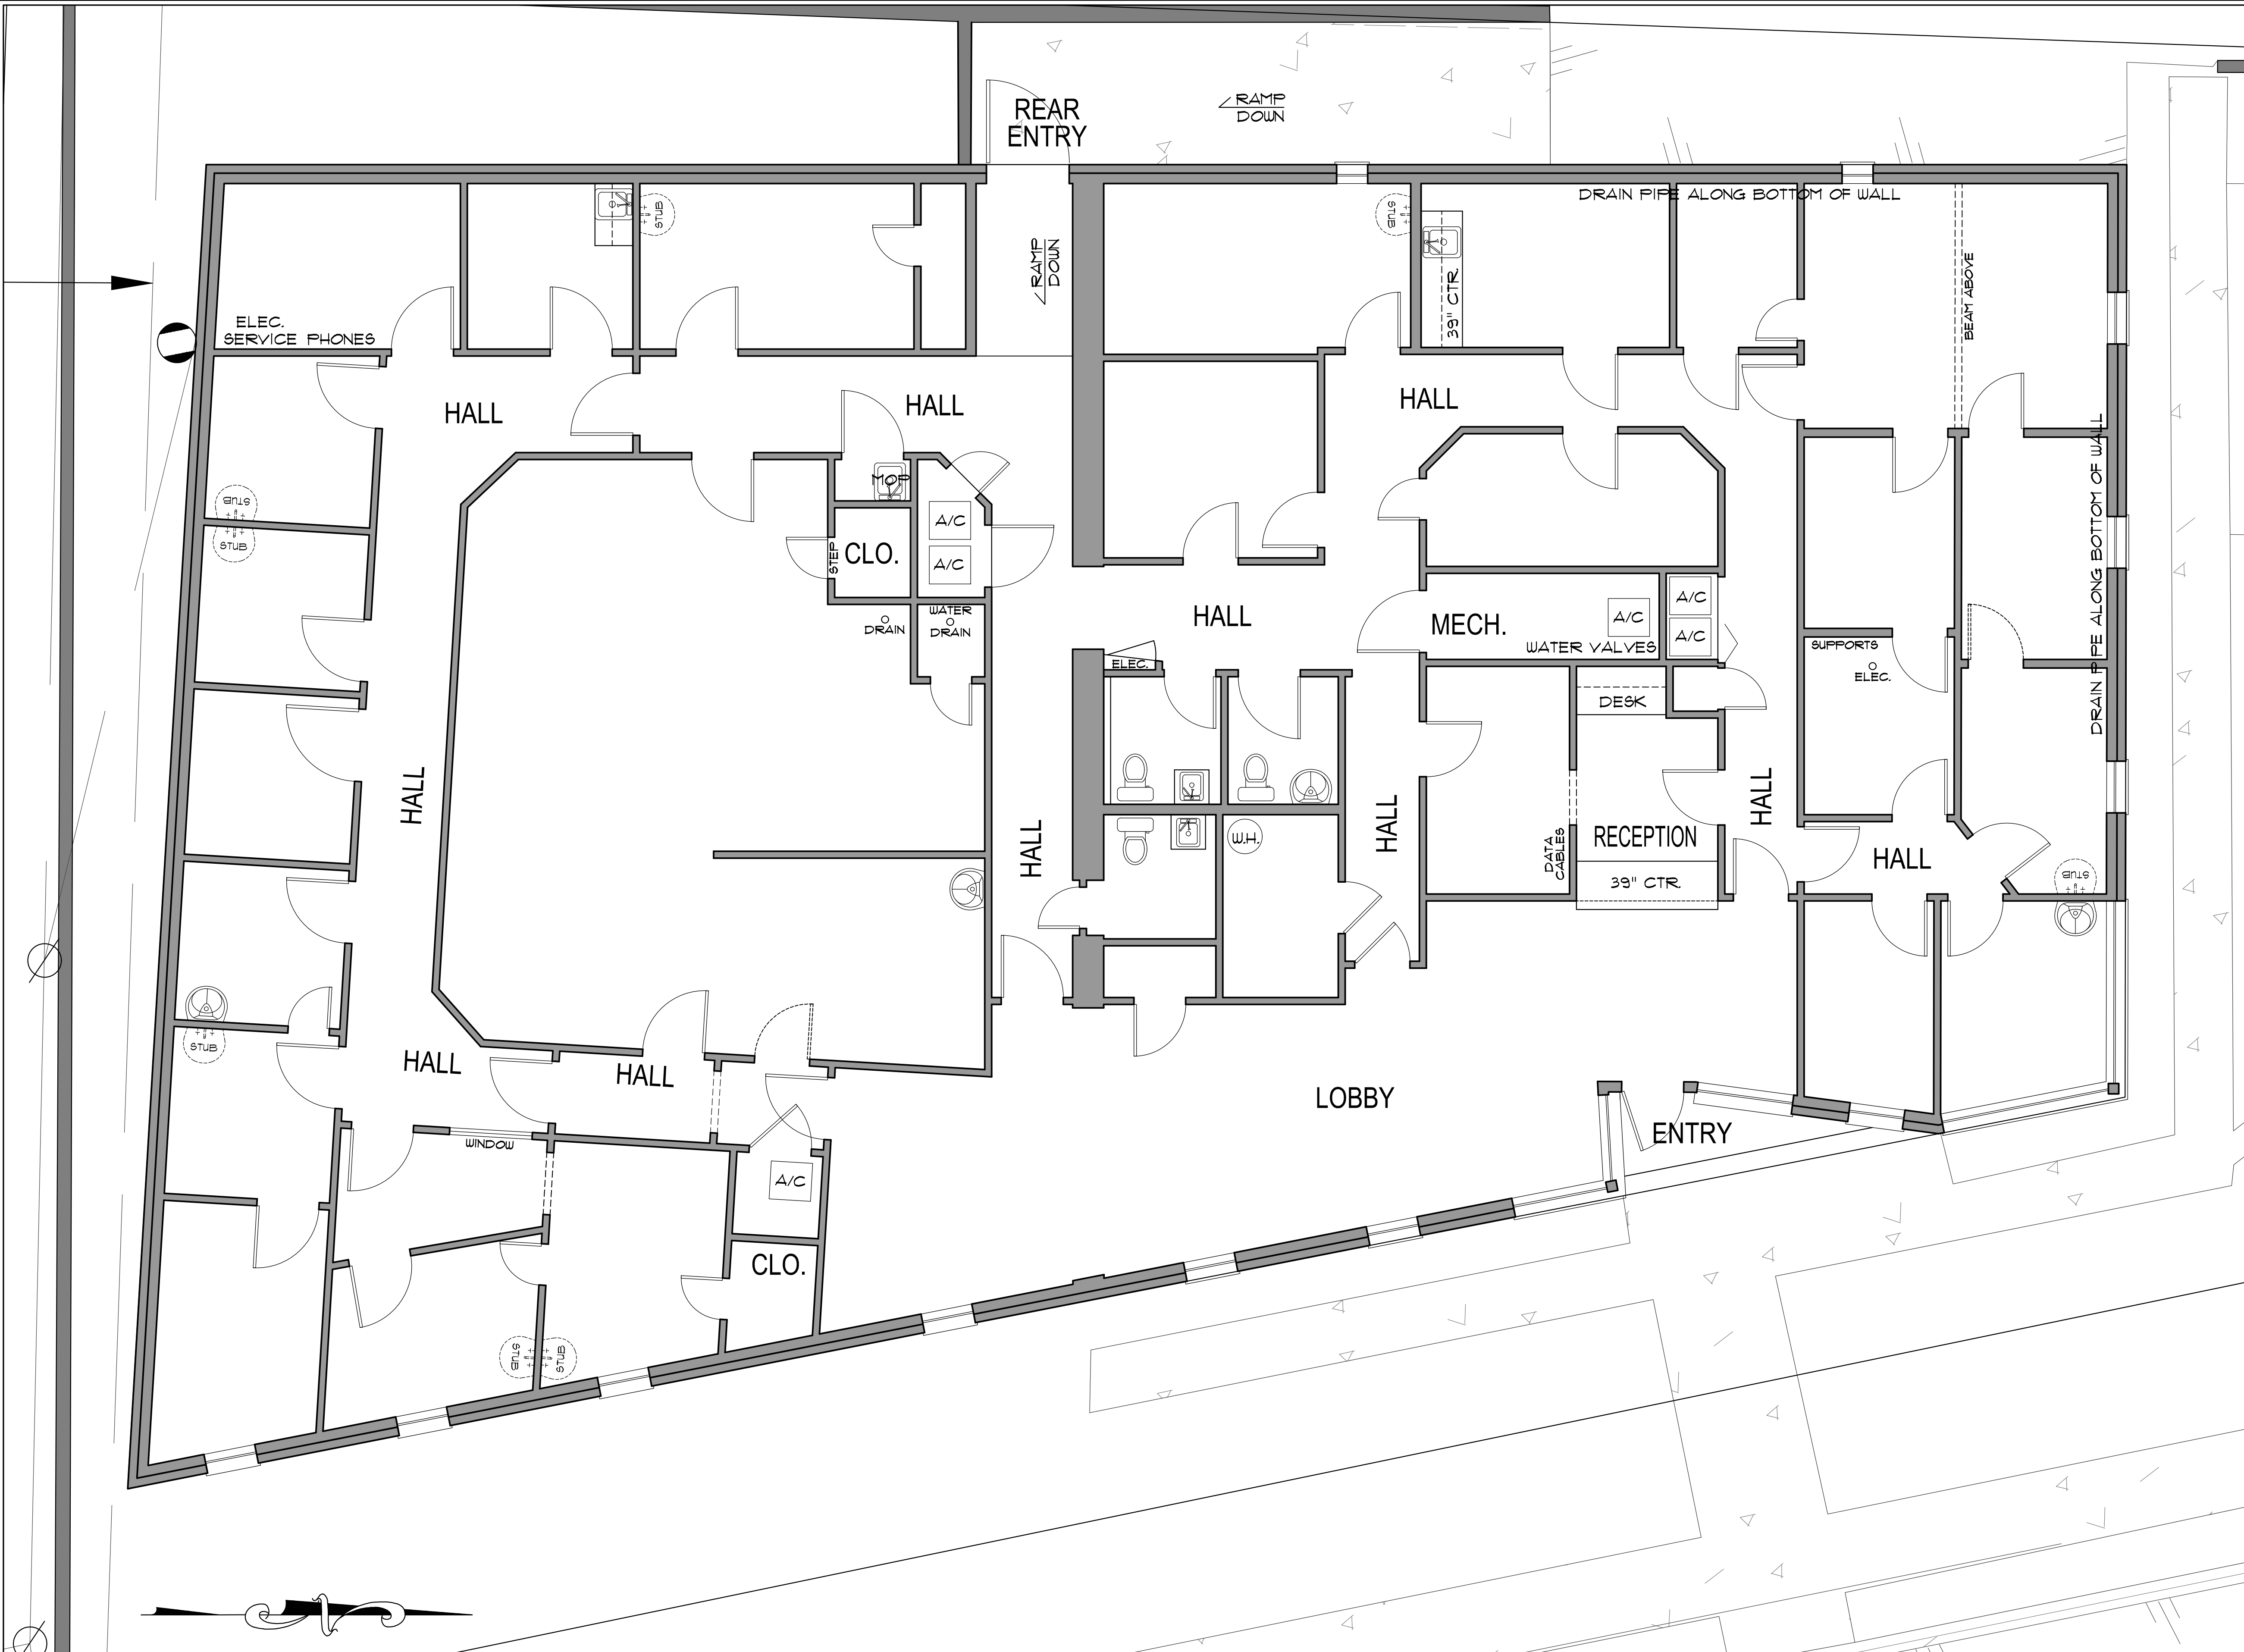 REAR
ENTRY
RAMP
DOWN
DRAIN PIPE ALONG BOTTOM OF WALL
STUB
STUB
RAMP
DOWN
39" CTR.
BEAM ABOVE
ELEC.
SERVICE PHONES
HALL
HALL
HALL
MOP
A/C
A/C
STEP
CLO.
STUB
STUB
WATER
DRAIN
DRAIN
HALL
MECH.
A/C
A/C
A/C
WATER VALVES
DRAIN PIPE ALONG BOTTOM OF WALL
SUPPORTS
ELEC.
ELEC.
DESK
HALL
HALL
HALL
HALL
W.H.
DATA
CABLES
RECEPTION
39" CTR.
HALL
STUB
STUB
HALL
HALL
LOBBY
ENTRY
WINDOW
A/C
CLO.
STUB
STUB
N